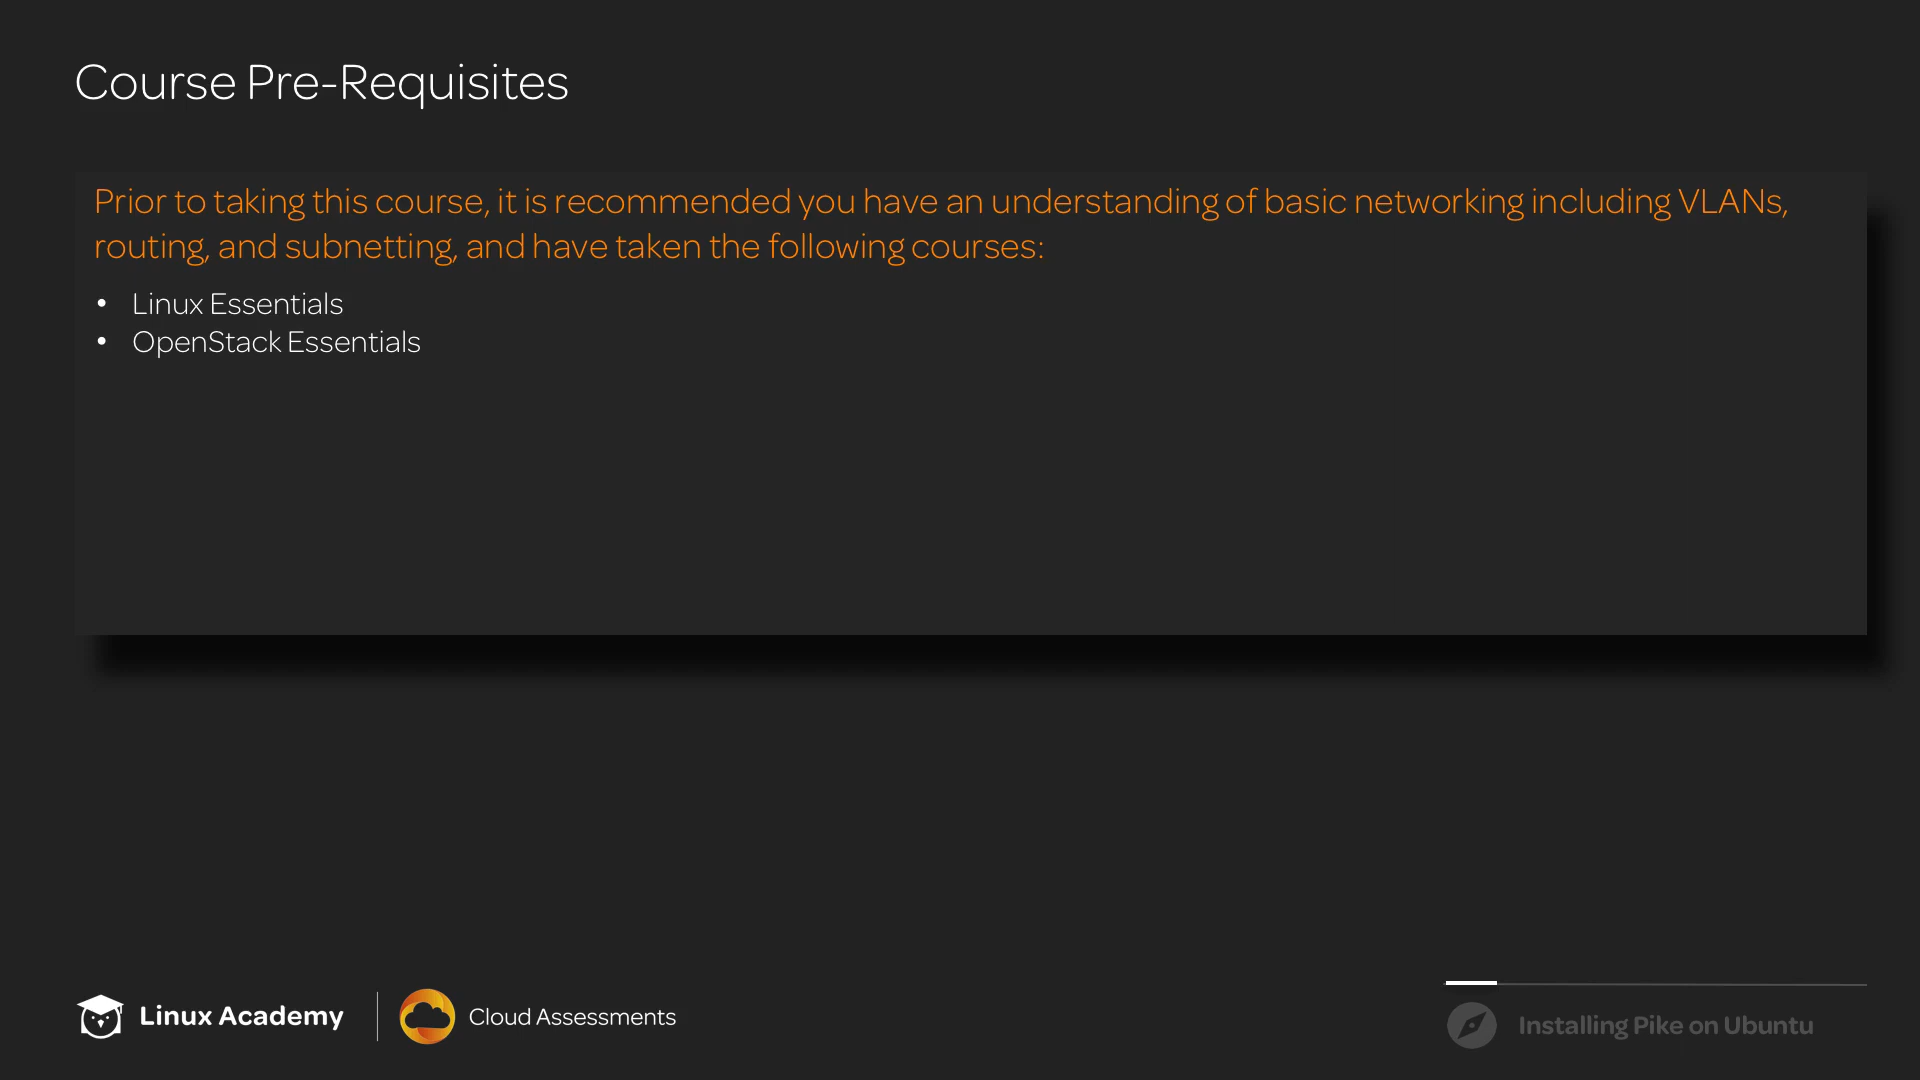 Course Pre-Requisites
Prior to taking this course, it is recommended you have an understanding of basic networking including VLANs,
routing, and subnetting, and have taken the following courses:
• Linux Essentials
• OpenStack Essentials
Linux Academy
Cloud Assessments
Installing Pike on Ubuntu